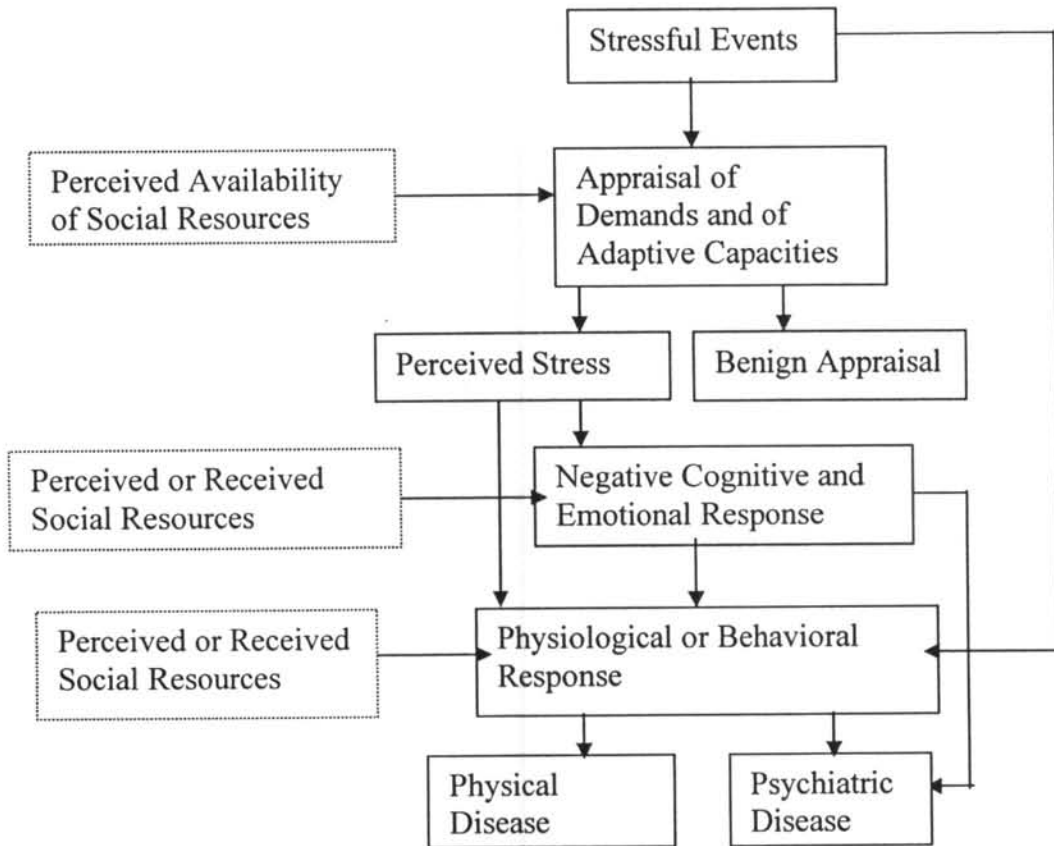 Stressful Events
Perceived Availability
of Social Resources
Appraisal of
Demands and of
Adaptive Capacities
Perceived Stress
Benign Appraisal
Perceived or Received
Social Resources
Negative Cognitive and
Emotional Response
Perceived or Received
Social Resources
Physiological or Behavioral
Response
Physical
Disease
Psychiatric
Disease